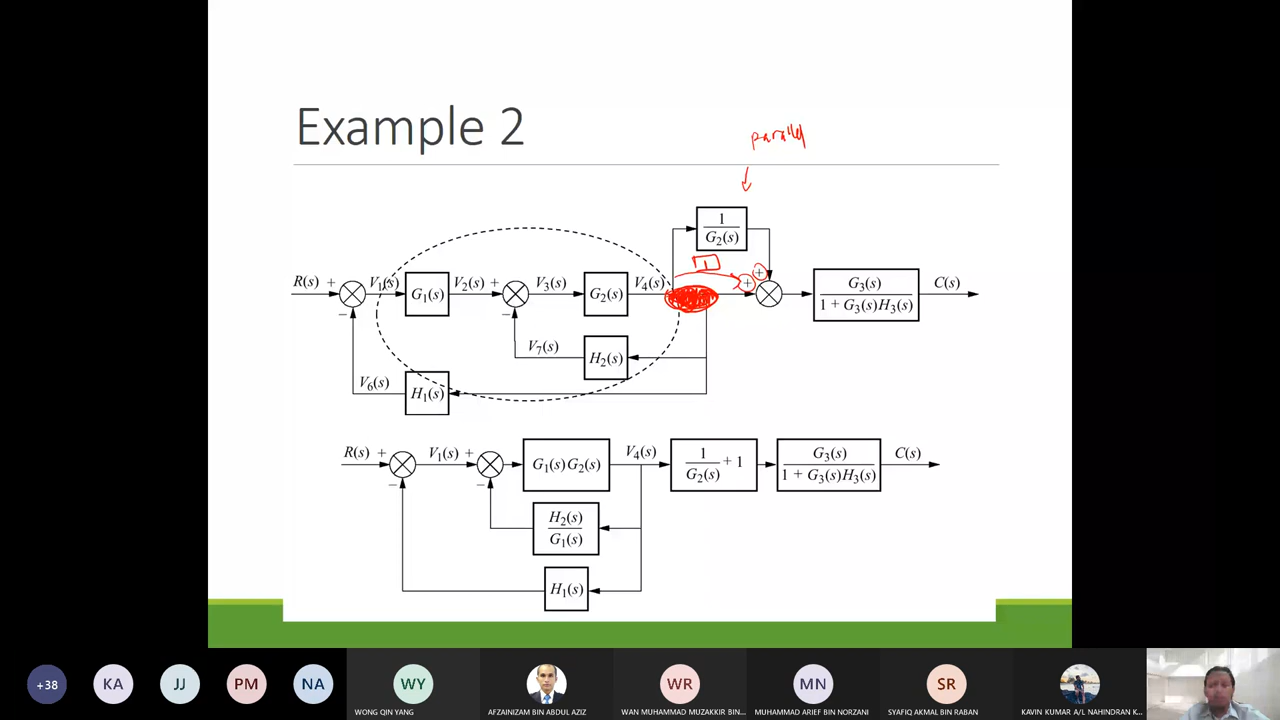 Example 2
parallel
1
G2(s)
1
R(s) + V1(s) G1(s) V2(s) + V3(s) G2(s) V4(s) + + G3(s) C(s)
1 + G3(s)H3(s)
− −
V7(s) H2(s)
V6(s) H1(s)
R(s) + V1(s) + G1(s)G2(s) V4(s) 1 + 1 G3(s) C(s)
G2(s) 1 + G3(s)H3(s)
− −
H2(s)
G1(s)
H1(s)
+38 KA JJ PM NA WY WR MN SR
WONG QIN YANG AFZAINIZAM BIN ABDUL AZIZ WAN MUHAMMAD MUZAKKIR BIN... MUHAMMAD ARIEF BIN NORZANI SYAFIQ AKMAL BIN RABAN KAVIN KUMAR A/L NAHINDRAN K...